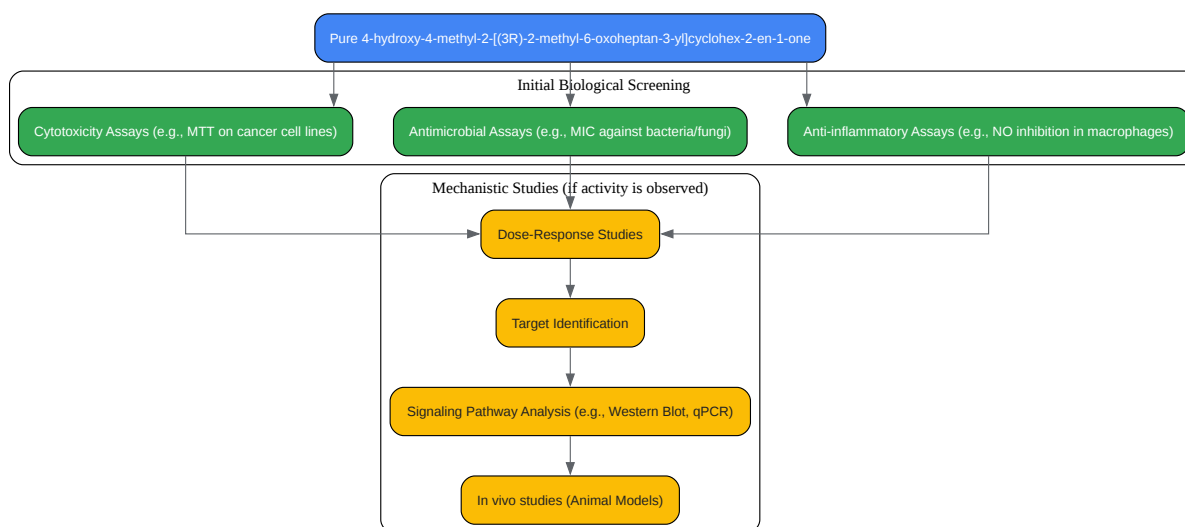 Pure 4-hydroxy-4-methyl-2-[(3R)-2-methyl-6-oxoheptan-3-yl]cyclohex-2-en-1-one
Initial Biological Screening
Cytotoxicity Assays (e.g., MTT on cancer cell lines)
Antimicrobial Assays (e.g., MIC against bacteria/fungi)
Anti-inflammatory Assays (e.g., NO inhibition in macrophages)
Mechanistic Studies (if activity is observed)
Dose-Response Studies
Target Identification
Signaling Pathway Analysis (e.g., Western Blot, qPCR)
In vivo studies (Animal Models)